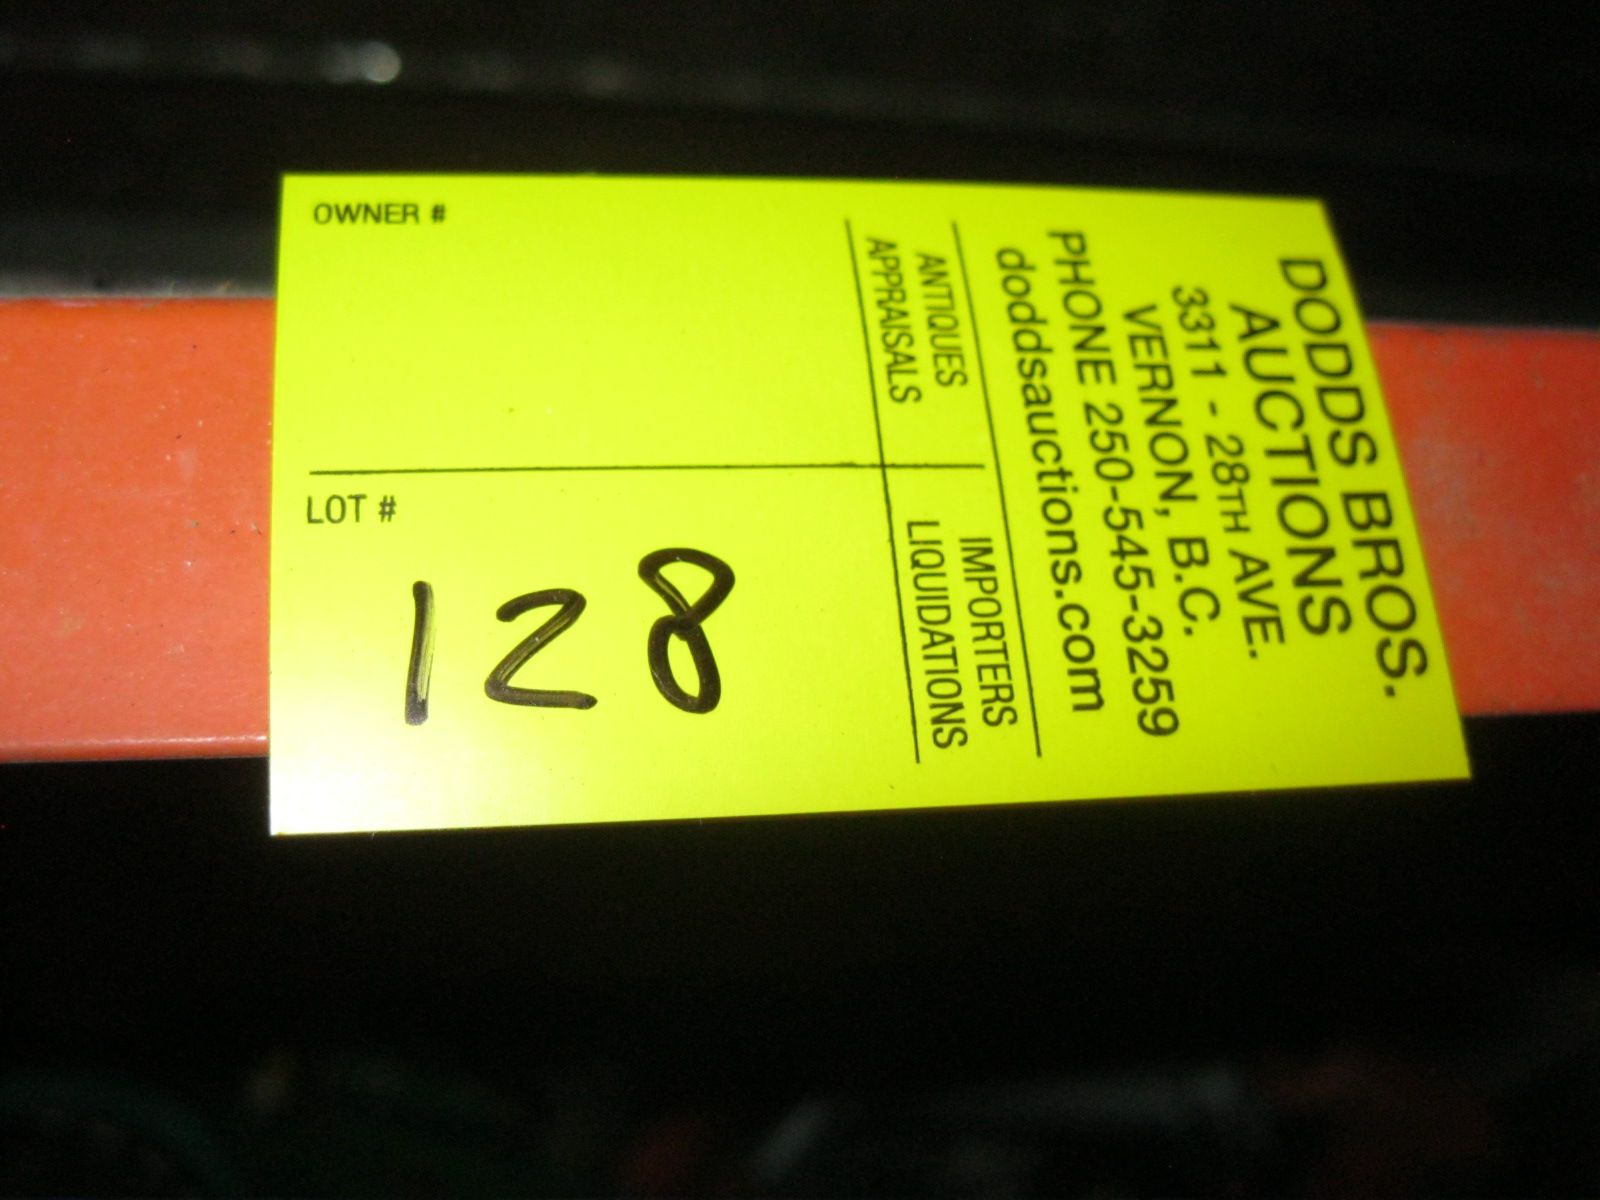 DODDS BROS.
AUCTIONS
3311 - 28TH AVE.
VERNON, B.C.
PHONE 250-545-3259
doddsauctions.com
ANTIQUES
IMPORTERS
APPRAISALS
LIQUIDATIONS
OWNER #
LOT #
128